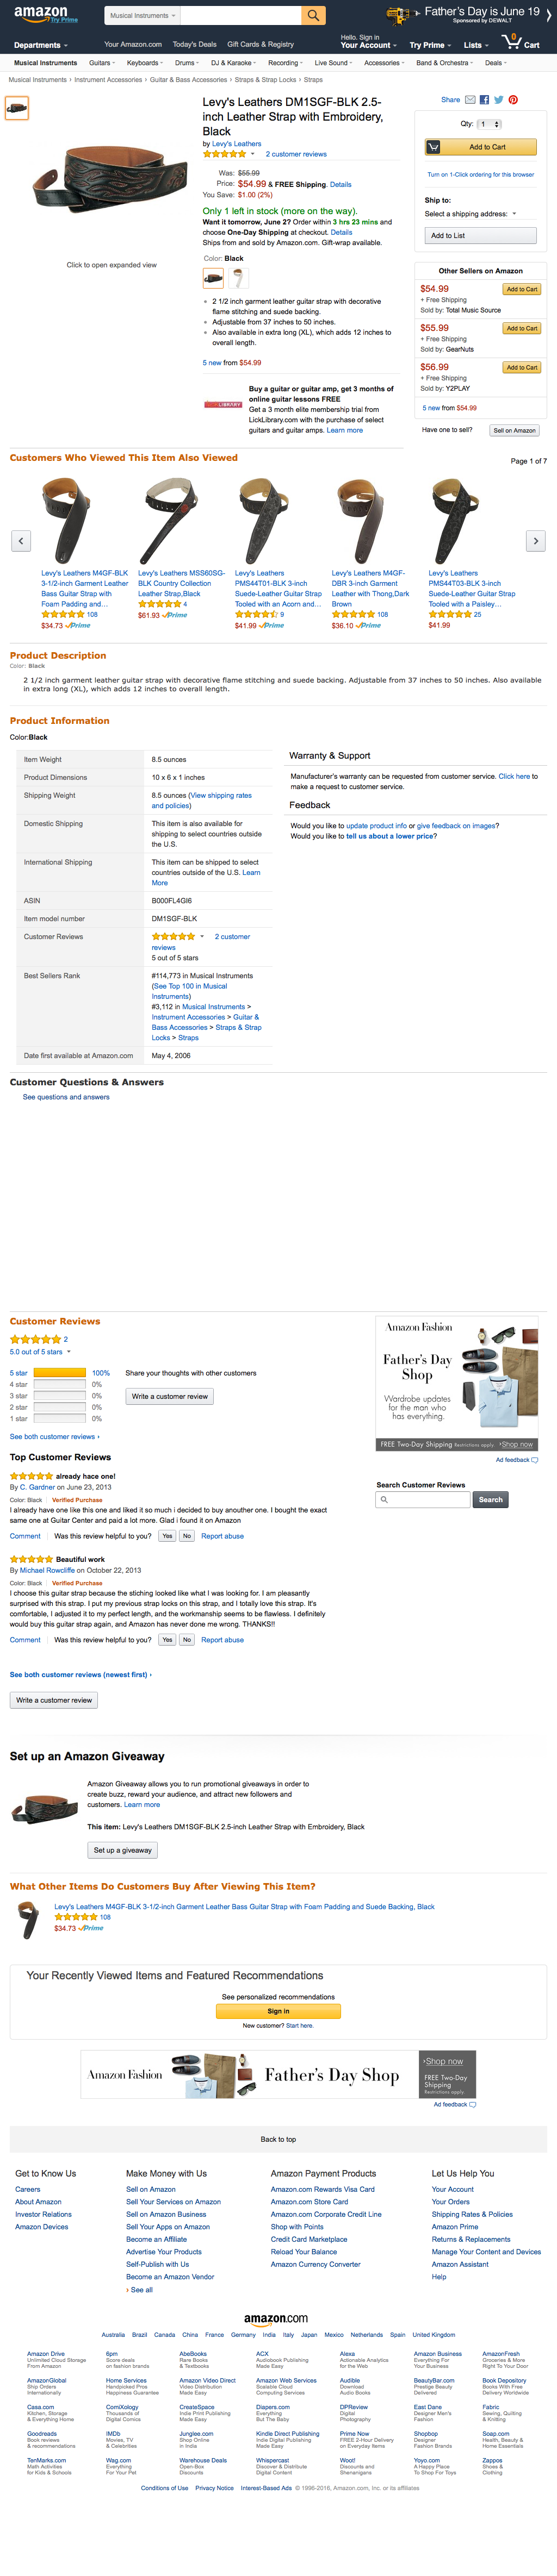 amazon
Try Prime
Musical Instruments
Father's Day is JUNE 19
Sponsored by DEWALT
Departments
Your Amazon.com Today's Deals Gift Cards & Registry
Hello. Sign in
Your Account
Try Prime
Lists
0
Cart
Musical Instruments Guitars Keyboards Drums DJ & Karaoke Recording Live Sound Accessories Band & Orchestra Deals
Musical Instruments › Instrument Accessories › Guitar & Bass Accessories › Straps & Strap Locks › Straps
Click to open expanded view
Levy's Leathers DM1SGF-BLK 2.5-
inch Leather Strap with Embroidery,
Black
by Levy's Leathers
2 customer reviews
Was: $55.99
Price: $54.99 & FREE Shipping. Details
You Save: $1.00 (2%)
Only 1 left in stock (more on the way).
Want it tomorrow, June 2? Order within 3 hrs 23 mins and
choose One-Day Shipping at checkout. Details
Ships from and sold by Amazon.com. Gift-wrap available.
Color: Black
2 1/2 inch garment leather guitar strap with decorative
flame stitching and suede backing.
Adjustable from 37 inches to 50 inches.
Also available in extra long (XL), which adds 12 inches to
overall length.
5 new from $54.99
LIBRARY
Buy a guitar or guitar amp, get 3 months of
online guitar lessons FREE
Get a 3 month elite membership trial from
LickLibrary.com with the purchase of select
guitars and guitar amps. Learn more
Share
Qty: 1
Add to Cart
Turn on 1-Click ordering for this browser
Ship to:
Select a shipping address:
Add to List
Other Sellers on Amazon
$54.99 Add to Cart
+ Free Shipping
Sold by: Total Music Source
$55.99 Add to Cart
+ Free Shipping
Sold by: GearNuts
$56.99 Add to Cart
+ Free Shipping
Sold by: Y2PLAY
5 new from $54.99
Have one to sell? Sell on Amazon
Customers Who Viewed This Item Also Viewed
Page 1 of 7
Levy's Leathers M4GF-BLK
3-1/2-inch Garment Leather
Bass Guitar Strap with
Foam Padding and…
108
$34.73 Prime
Levy's Leathers MSS60SG-
BLK Country Collection
Leather Strap,Black
4
$61.93 Prime
Levy's Leathers
PMS44T01-BLK 3-inch
Suede-Leather Guitar Strap
Tooled with an Acorn and…
9
$41.99 Prime
Levy's Leathers M4GF-
DBR 3-inch Garment
Leather with Thong,Dark
Brown
108
$36.10 Prime
Levy's Leathers
PMS44T03-BLK 3-inch
Suede-Leather Guitar Strap
Tooled with a Paisley…
25
$41.99
Product Description
Color: Black
2 1/2 inch garment leather guitar strap with decorative flame stitching and suede backing. Adjustable from 37 inches to 50 inches. Also available
in extra long (XL), which adds 12 inches to overall length.
Product Information
Color:Black
Item Weight 8.5 ounces
Product Dimensions 10 x 6 x 1 inches
Shipping Weight 8.5 ounces (View shipping rates
and policies)
Domestic Shipping This item is also available for
shipping to select countries outside
the U.S.
International Shipping This item can be shipped to select
countries outside of the U.S. Learn
More
ASIN B000FL4GI6
Item model number DM1SGF-BLK
Customer Reviews 2 customer
reviews
5 out of 5 stars
Best Sellers Rank #114,773 in Musical Instruments
(See Top 100 in Musical
Instruments)
#3,112 in Musical Instruments >
Instrument Accessories > Guitar &
Bass Accessories > Straps & Strap
Locks > Straps
Date first available at Amazon.com May 4, 2006
Warranty & Support
Manufacturer's warranty can be requested from customer service. Click here to
make a request to customer service.
Feedback
Would you like to update product info or give feedback on images?
Would you like to tell us about a lower price?
Customer Questions & Answers
See questions and answers
Customer Reviews
2
5.0 out of 5 stars
5 star 100%
4 star 0%
3 star 0%
2 star 0%
1 star 0%
Share your thoughts with other customers
Write a customer review
See both customer reviews ›
Top Customer Reviews
already hace one!
By C. Gardner on June 23, 2013
Color: Black Verified Purchase
I already have one like this one and liked it so much i decided to buy anouther one. I bought the exact
same one at Guitar Center and paid a lot more. Glad i found it on Amazon
Comment Was this review helpful to you? Yes No Report abuse
Beautiful work
By Michael Rowcliffe on October 22, 2013
Color: Black Verified Purchase
I choose this guitar strap because the stiching looked like what I was looking for. I am pleasantly
surprised with this strap. I put my previous strap locks on this strap, and I totally love this strap. It's
comfortable, I adjusted it to my perfect length, and the workmanship seems to be flawless. I definitely
would buy this guitar strap again, and Amazon has never done me wrong. THANKS!!
Comment Was this review helpful to you? Yes No Report abuse
See both customer reviews (newest first) ›
Write a customer review
Amazon Fashion
Father's Day
Shop
Wardrobe updates
for the man who
has everything.
FREE Two-Day Shipping Restrictions apply. ›Shop now
Ad feedback
Search Customer Reviews
Search
Set up an Amazon Giveaway
Amazon Giveaway allows you to run promotional giveaways in order to
create buzz, reward your audience, and attract new followers and
customers. Learn more
This item: Levy's Leathers DM1SGF-BLK 2.5-inch Leather Strap with Embroidery, Black
Set up a giveaway
What Other Items Do Customers Buy After Viewing This Item?
Levy's Leathers M4GF-BLK 3-1/2-inch Garment Leather Bass Guitar Strap with Foam Padding and Suede Backing, Black
108
$34.73 Prime
Your Recently Viewed Items and Featured Recommendations
See personalized recommendations
Sign in
New customer? Start here.
Amazon Fashion
Father's Day Shop
›Shop now
FREE Two-Day
Shipping
Restrictions apply
Ad feedback
Back to top
Get to Know Us
Careers
About Amazon
Investor Relations
Amazon Devices
Make Money with Us
Sell on Amazon
Sell Your Services on Amazon
Sell on Amazon Business
Sell Your Apps on Amazon
Become an Affiliate
Advertise Your Products
Self-Publish with Us
Become an Amazon Vendor
› See all
Amazon Payment Products
Amazon.com Rewards Visa Card
Amazon.com Store Card
Amazon.com Corporate Credit Line
Shop with Points
Credit Card Marketplace
Reload Your Balance
Amazon Currency Converter
Let Us Help You
Your Account
Your Orders
Shipping Rates & Policies
Amazon Prime
Returns & Replacements
Manage Your Content and Devices
Amazon Assistant
Help
amazon.com
Australia Brazil Canada China France Germany India Italy Japan Mexico Netherlands Spain United Kingdom
Amazon Drive
Unlimited Cloud Storage
From Amazon
6pm
Score deals
on fashion brands
AbeBooks
Rare Books
& Textbooks
ACX
Audiobook Publishing
Made Easy
Alexa
Actionable Analytics
for the Web
Amazon Business
Everything For
Your Business
AmazonFresh
Groceries & More
Right To Your Door
AmazonGlobal
Ship Orders
Internationally
Home Services
Handpicked Pros
Happiness Guarantee
Amazon Video Direct
Video Distribution
Made Easy
Amazon Web Services
Scalable Cloud
Computing Services
Audible
Download
Audio Books
BeautyBar.com
Prestige Beauty
Delivered
Book Depository
Books With Free
Delivery Worldwide
Casa.com
Kitchen, Storage
& Everything Home
ComiXology
Thousands of
Digital Comics
CreateSpace
Indie Print Publishing
Made Easy
Diapers.com
Everything
But The Baby
DPReview
Digital
Photography
East Dane
Designer Men's
Fashion
Fabric
Sewing, Quilting
& Knitting
Goodreads
Book reviews
& recommendations
IMDb
Movies, TV
& Celebrities
Junglee.com
Shop Online
in India
Kindle Direct Publishing
Indie Digital Publishing
Made Easy
Prime Now
FREE 2-Hour Delivery
on Everyday Items
Shopbop
Designer
Fashion Brands
Soap.com
Health, Beauty &
Home Essentials
TenMarks.com
Math Activities
for Kids & Schools
Wag.com
Everything
For Your Pet
Warehouse Deals
Open-Box
Discounts
Whispercast
Discover & Distribute
Digital Content
Woot!
Discounts and
Shenanigans
Yoyo.com
A Happy Place
To Shop For Toys
Zappos
Shoes &
Clothing
Conditions of Use Privacy Notice Interest-Based Ads © 1996-2016, Amazon.com, Inc. or its affiliates